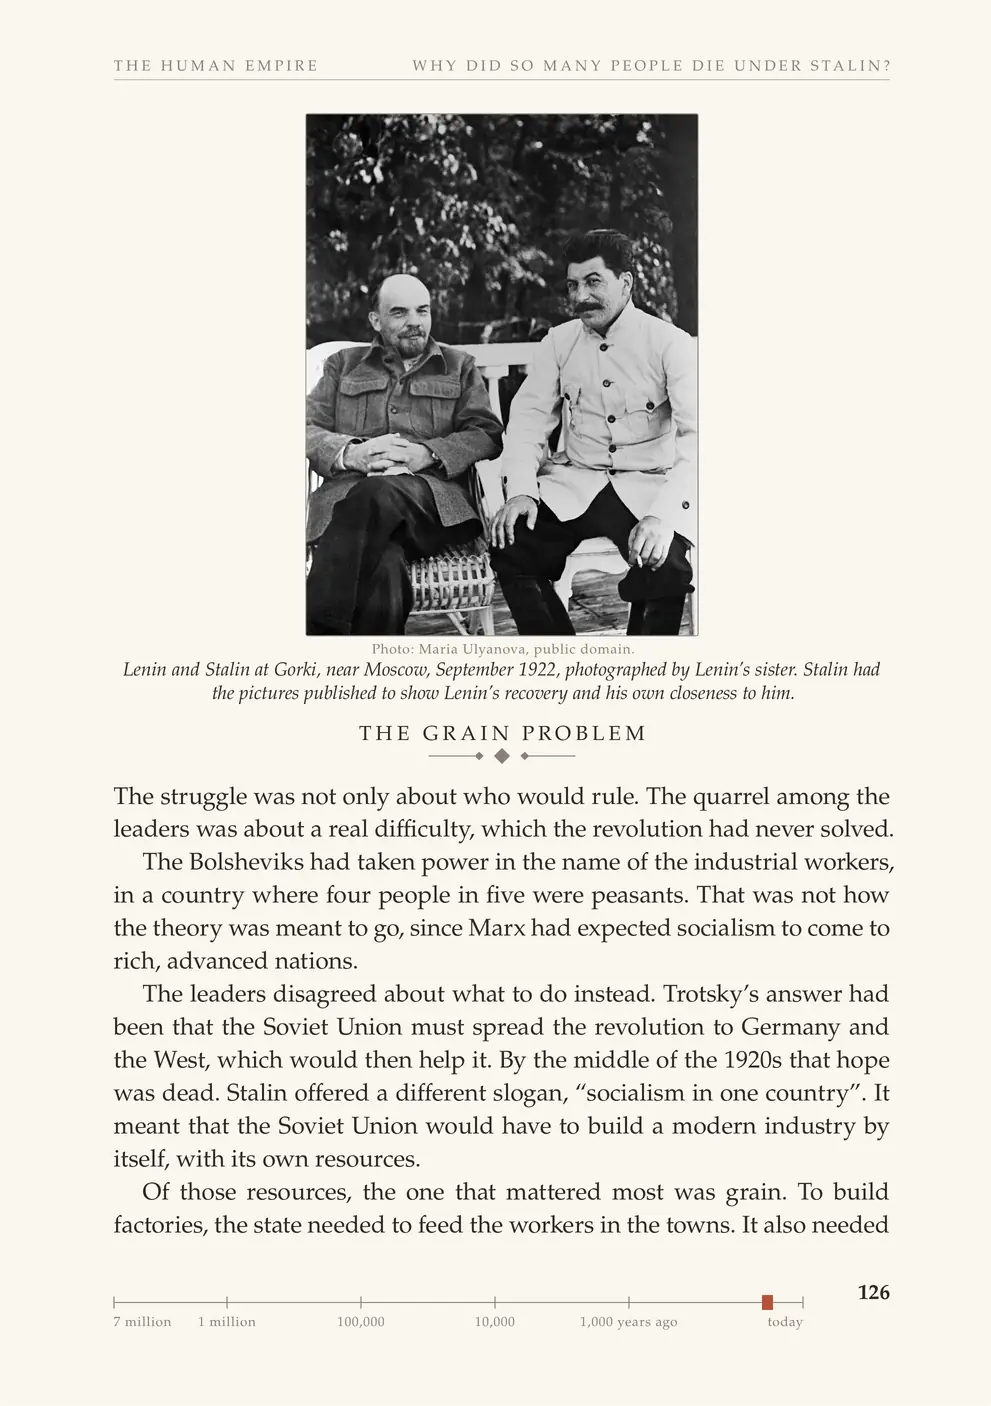 THE HUMAN EMPIRE
WHY DID SO MANY PEOPLE DIE UNDER STALIN?
Photo: Maria Ulyanova, public domain.
Lenin and Stalin at Gorki, near Moscow, September 1922, photographed by Lenin’s sister. Stalin had
the pictures published to show Lenin’s recovery and his own closeness to him.
THE GRAIN PROBLEM
The struggle was not only about who would rule. The quarrel among the
leaders was about a real difficulty, which the revolution had never solved.
The Bolsheviks had taken power in the name of the industrial workers,
in a country where four people in five were peasants. That was not how
the theory was meant to go, since Marx had expected socialism to come to
rich, advanced nations.
The leaders disagreed about what to do instead. Trotsky’s answer had
been that the Soviet Union must spread the revolution to Germany and
the West, which would then help it. By the middle of the 1920s that hope
was dead. Stalin offered a different slogan, “socialism in one country”. It
meant that the Soviet Union would have to build a modern industry by
itself, with its own resources.
Of those resources, the one that mattered most was grain. To build
factories, the state needed to feed the workers in the towns. It also needed
126
7 million 1 million 100,000 10,000 1,000 years ago today